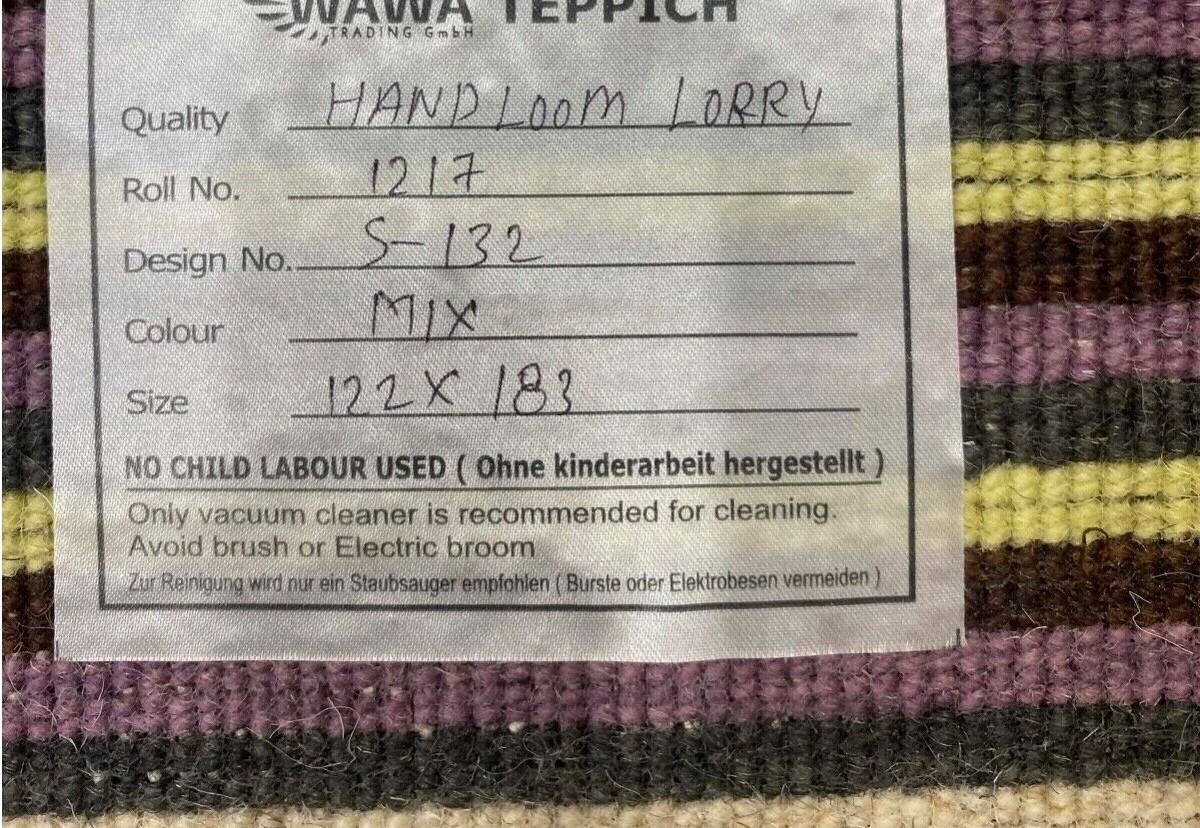 WAWA TEPPICH
TRADING GmbH
Quality HANDLOOM LORRY
Roll No. 1217
Design No. S-132
Colour MIX
Size 122X 183
NO CHILD LABOUR USED ( Ohne kinderarbeit hergestellt )
Only vacuum cleaner is recommended for cleaning.
Avoid brush or Electric broom
Zur Reinigung wird nur ein Staubsauger empfohlen ( Burste oder Elektrobesen vermeiden )